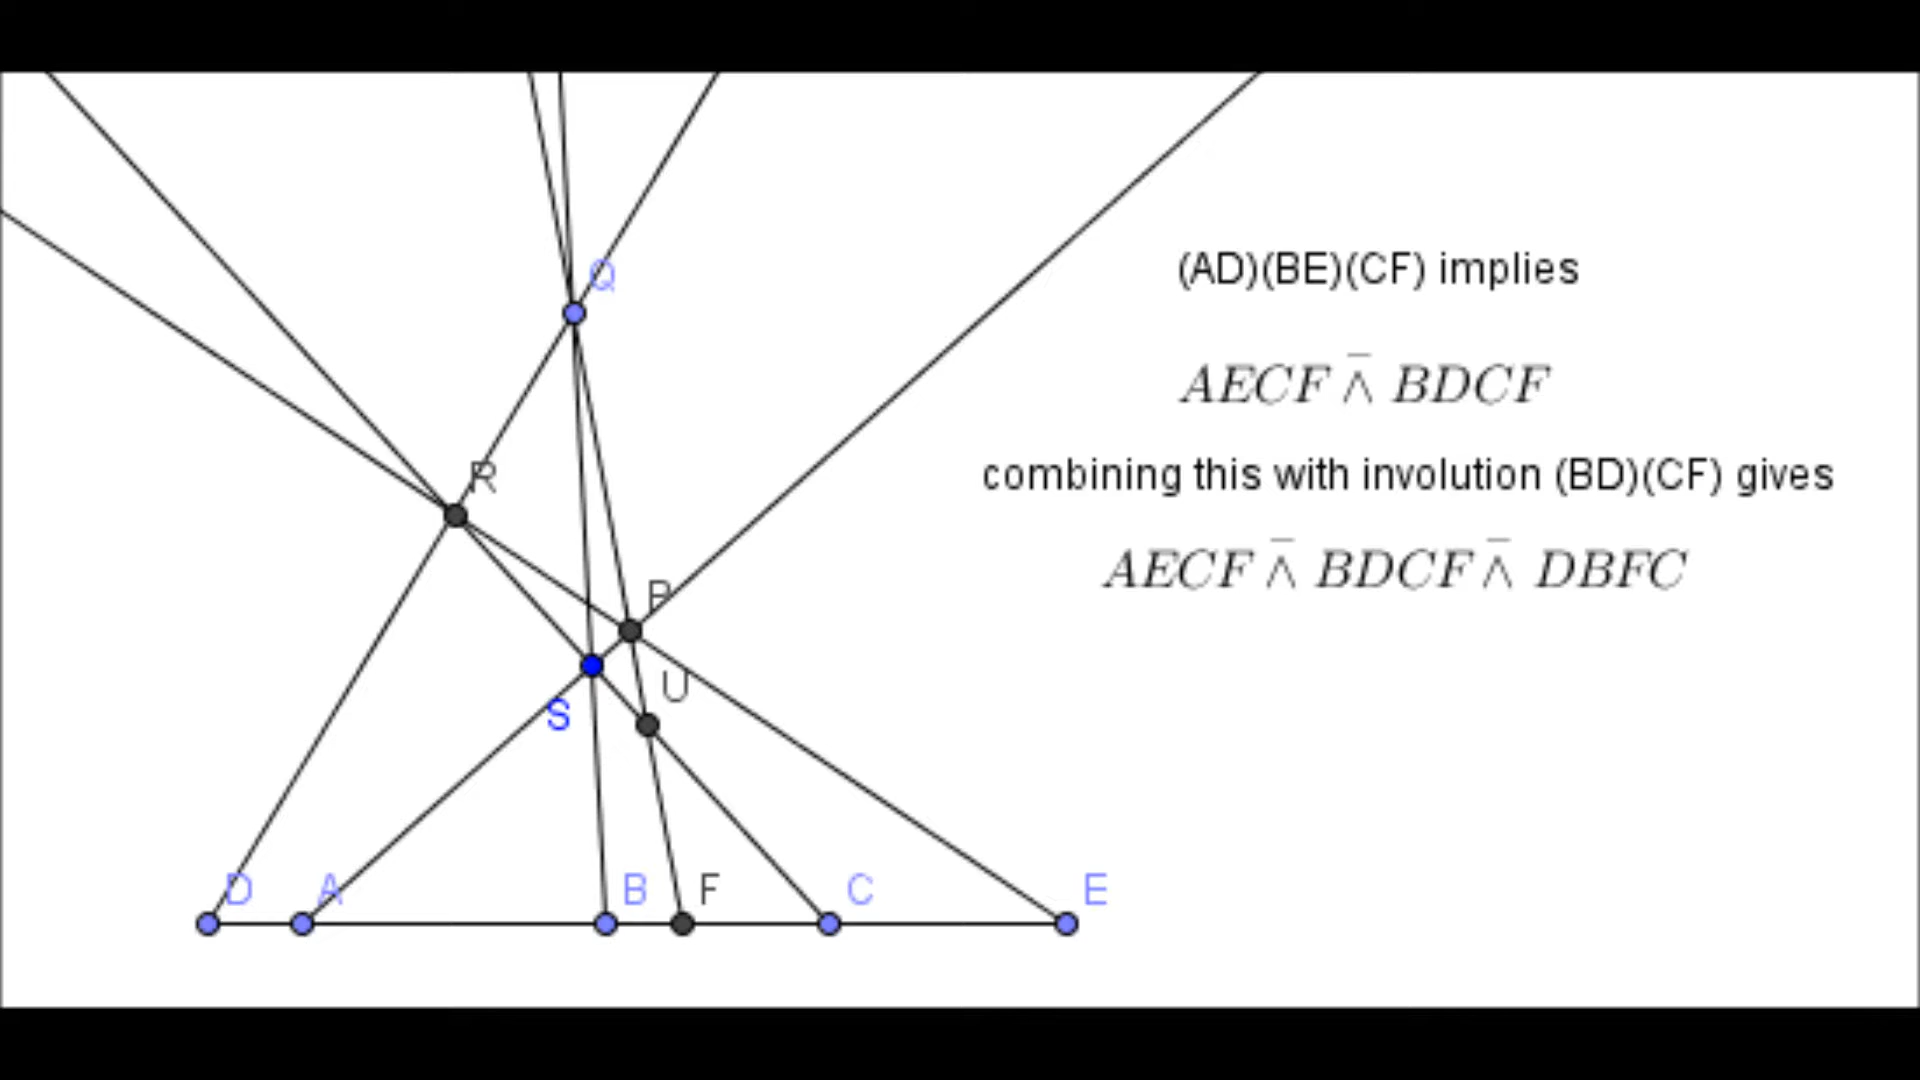 Q
(AD)(BE)(CF) implies
AECF ⊼ BDCF
R
combining this with involution (BD)(CF) gives
AECF ⊼ BDCF ⊼ DBFC
P
U
S
D A B F C E